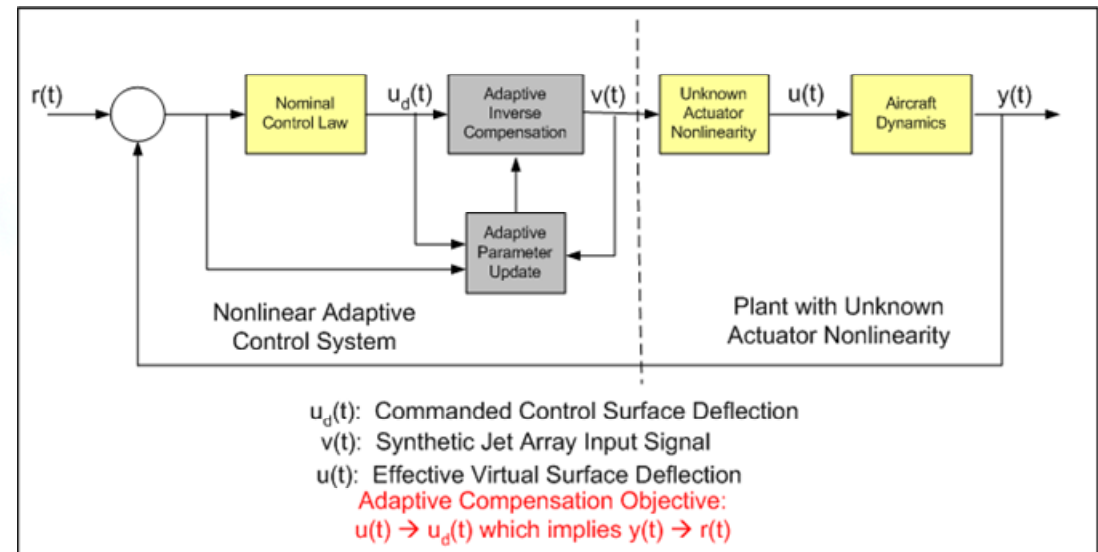 r(t)
Nominal
Control Law
u_d(t)
Adaptive
Inverse
Compensation
v(t)
Unknown
Actuator
Nonlinearity
u(t)
Aircraft
Dynamics
y(t)
Adaptive
Parameter
Update
Nonlinear Adaptive
Control System
Plant with Unknown
Actuator Nonlinearity
u_d(t): Commanded Control Surface Deflection
v(t): Synthetic Jet Array Input Signal
u(t): Effective Virtual Surface Deflection
Adaptive Compensation Objective:
u(t) → u_d(t) which implies y(t) → r(t)